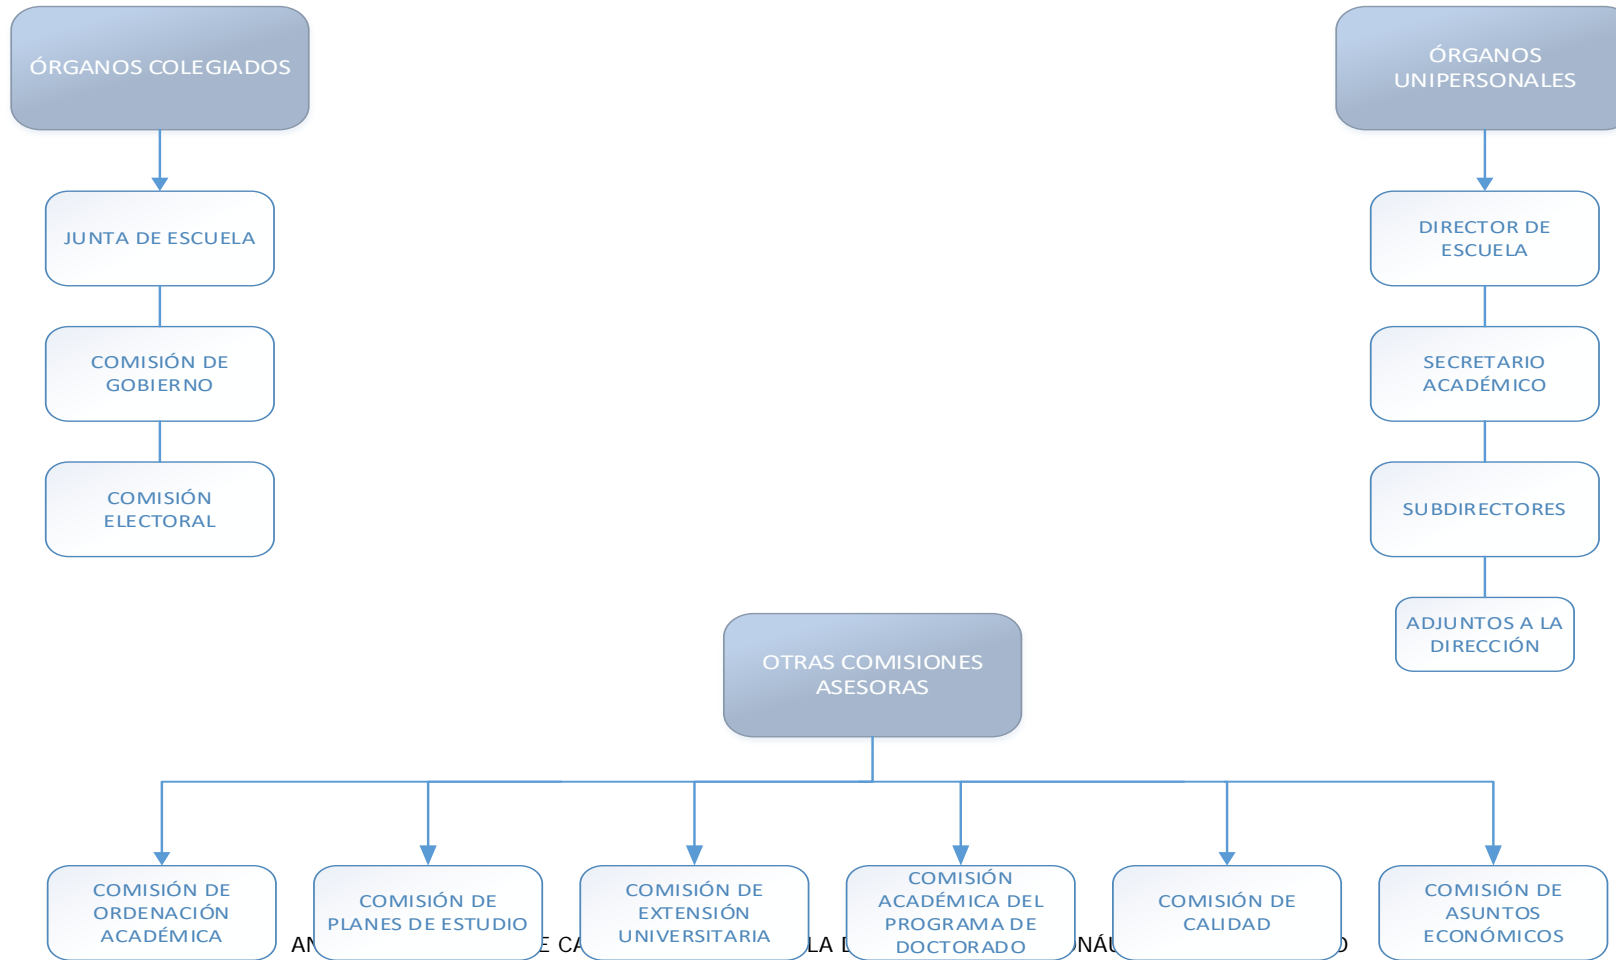 ÓRGANOS COLEGIADOS
JUNTA DE ESCUELA
COMISIÓN DE
GOBIERNO
COMISIÓN
ELECTORAL
ÓRGANOS
UNIPERSONALES
DIRECTOR DE
ESCUELA
SECRETARIO
ACADÉMICO
SUBDIRECTORES
ADJUNTOS A LA
DIRECCIÓN
OTRAS COMISIONES
ASESORAS
COMISIÓN DE
ORDENACIÓN
ACADÉMICA
COMISIÓN DE
PLANES DE ESTUDIO
COMISIÓN DE
EXTENSIÓN
UNIVERSITARIA
COMISIÓN
ACADÉMICA DEL
PROGRAMA DE
DOCTORADO
COMISIÓN DE
CALIDAD
COMISIÓN DE
ASUNTOS
ECONÓMICOS
LA